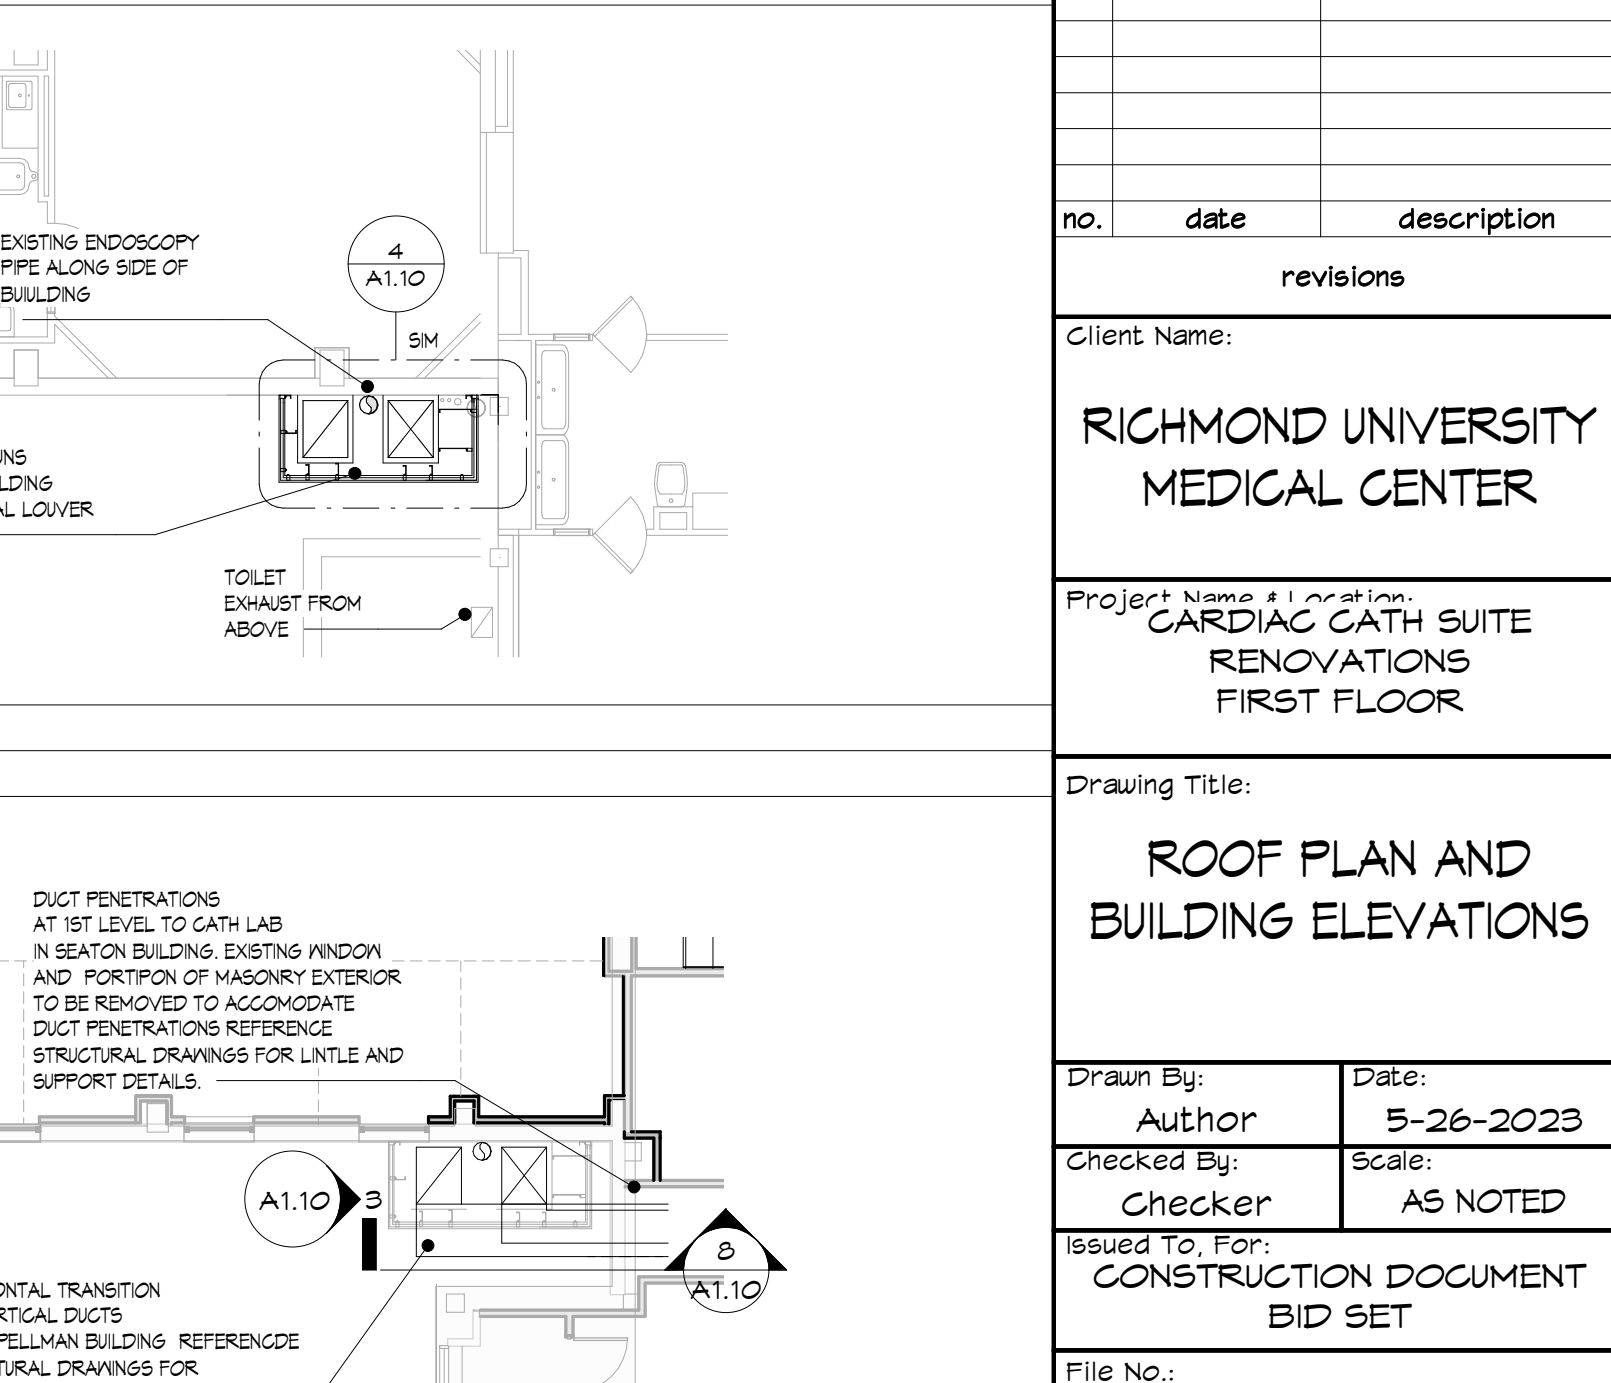 EXISTING ENDOSCOPY
PIPE ALONG SIDE OF
BUIULDING
4
A1.10
SIM
LDING
AL LOUVER
TOILET
EXHAUST FROM
ABOVE
DUCT PENETRATIONS
AT 1ST LEVEL TO CATH LAB
IN SEATON BUILDING. EXISTING WINDOW
AND PORTIPON OF MASONRY EXTERIOR
TO BE REMOVED TO ACCOMODATE
DUCT PENETRATIONS REFERENCE
STRUCTURAL DRAWINGS FOR LINTLE AND
SUPPORT DETAILS.
A1.10
3
8
A1.10
ONTAL TRANSITION
RTICAL DUCTS
PELLMAN BUILDING REFERENCDE
TURAL DRAWINGS FOR
no. date description
revisions
Client Name:
RICHMOND UNIVERSITY
MEDICAL CENTER
Project Name & Location:
CARDIAC CATH SUITE
RENOVATIONS
FIRST FLOOR
Drawing Title:
ROOF PLAN AND
BUILDING ELEVATIONS
Drawn By:
Author
Date:
5-26-2023
Checked By:
Checker
Scale:
AS NOTED
Issued To, For:
CONSTRUCTION DOCUMENT
BID SET
File No.: